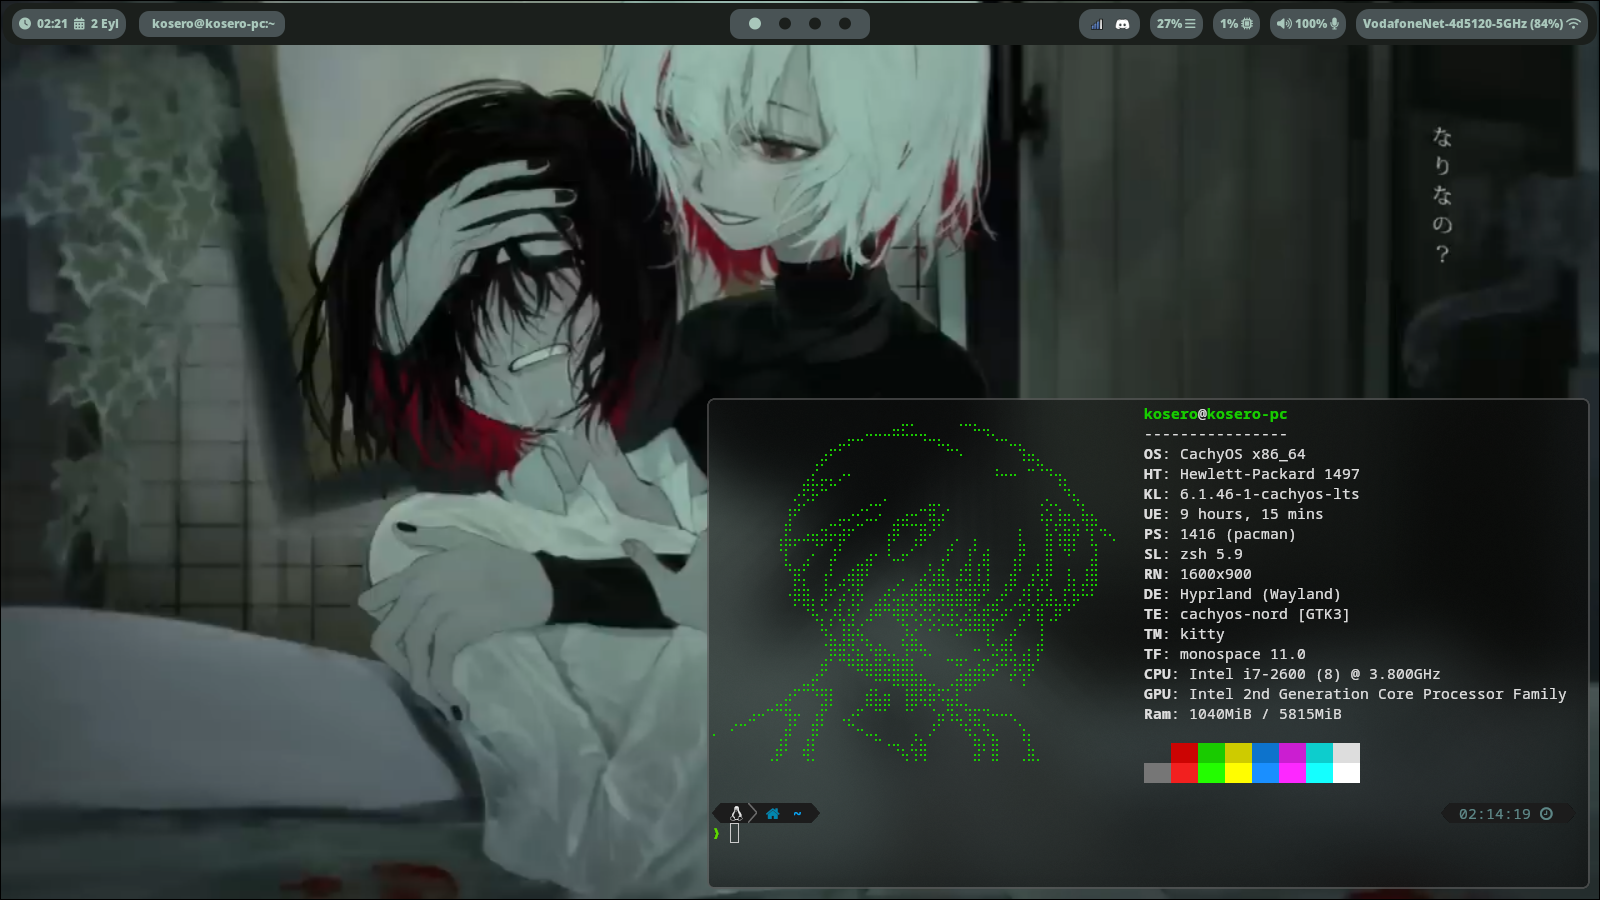 02:21 2 Eyl
kosero@kosero-pc:~
27%
1%
100%
VodafoneNet-4d5120-5GHz (84%)
なりなの？
kosero@kosero-pc
----------------
OS: CachyOS x86_64
HT: Hewlett-Packard 1497
KL: 6.1.46-1-cachyos-lts
UE: 9 hours, 15 mins
PS: 1416 (pacman)
SL: zsh 5.9
RN: 1600x900
DE: Hyprland (Wayland)
TE: cachyos-nord [GTK3]
TM: kitty
TF: monospace 11.0
CPU: Intel i7-2600 (8) @ 3.800GHz
GPU: Intel 2nd Generation Core Processor Family
Ram: 1040MiB / 5815MiB
~
02:14:19
❯